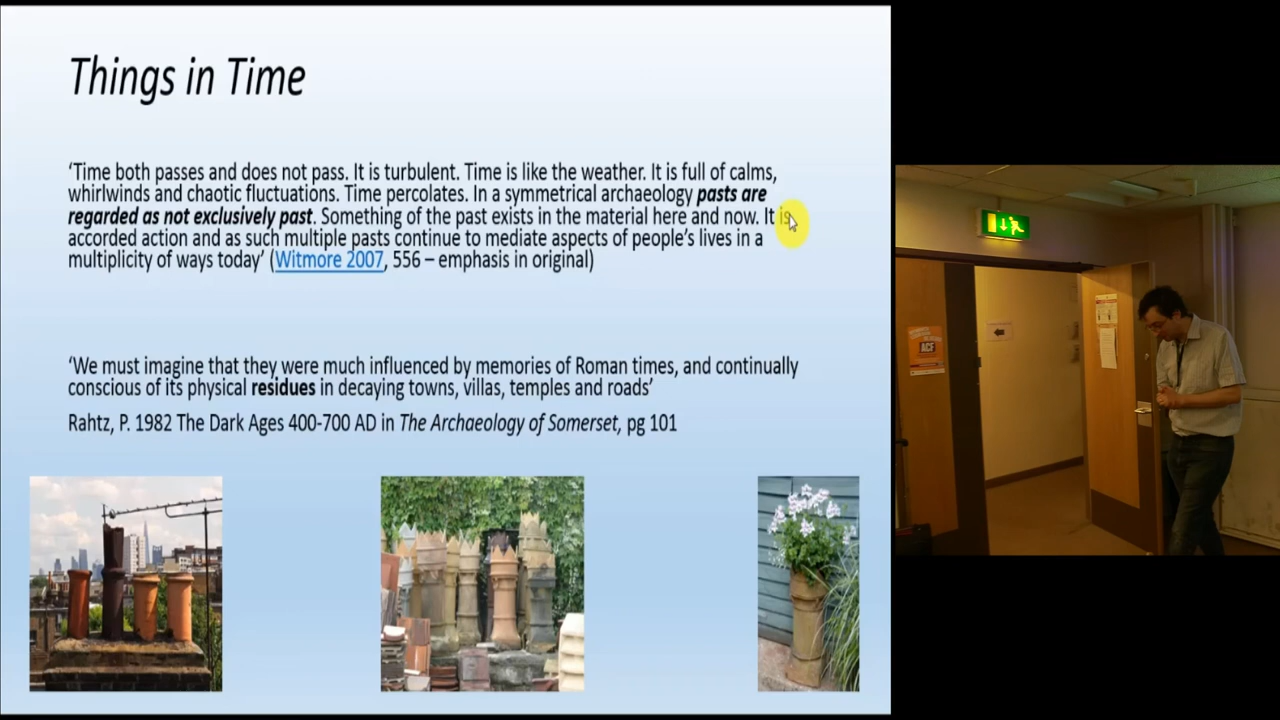 Things in Time
‘Time both passes and does not pass. It is turbulent. Time is like the weather. It is full of calms,
whirlwinds and chaotic fluctuations. Time percolates. In a symmetrical archaeology pasts are
regarded as not exclusively past. Something of the past exists in the material here and now. It is
accorded action and as such multiple pasts continue to mediate aspects of people’s lives in a
multiplicity of ways today’ (Witmore 2007, 556 – emphasis in original)
‘We must imagine that they were much influenced by memories of Roman times, and continually
conscious of its physical residues in decaying towns, villas, temples and roads’
Rahtz, P. 1982 The Dark Ages 400-700 AD in The Archaeology of Somerset, pg 101
ACF